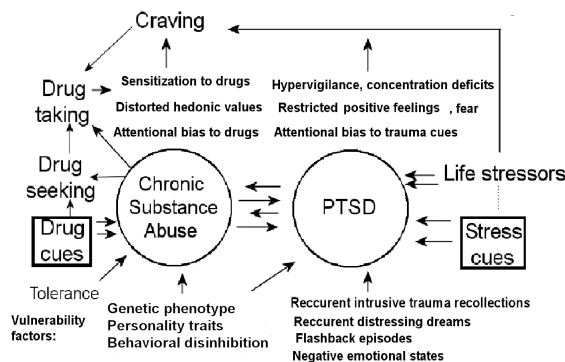 Craving
Drug
taking
Sensitization to drugs
Distorted hedonic values
Attentional bias to drugs
Hypervigilance, concentration deficits
Restricted positive feelings , fear
Attentional bias to trauma cues
Drug
seeking
Chronic
Substance
Abuse
PTSD
Life stressors
Drug
cues
Stress
cues
Tolerance
Vulnerability
factors:
Genetic phenotype
Personality traits
Behavioral disinhibition
Reccurent intrusive trauma recollections
Reccurent distressing dreams
Flashback episodes
Negative emotional states